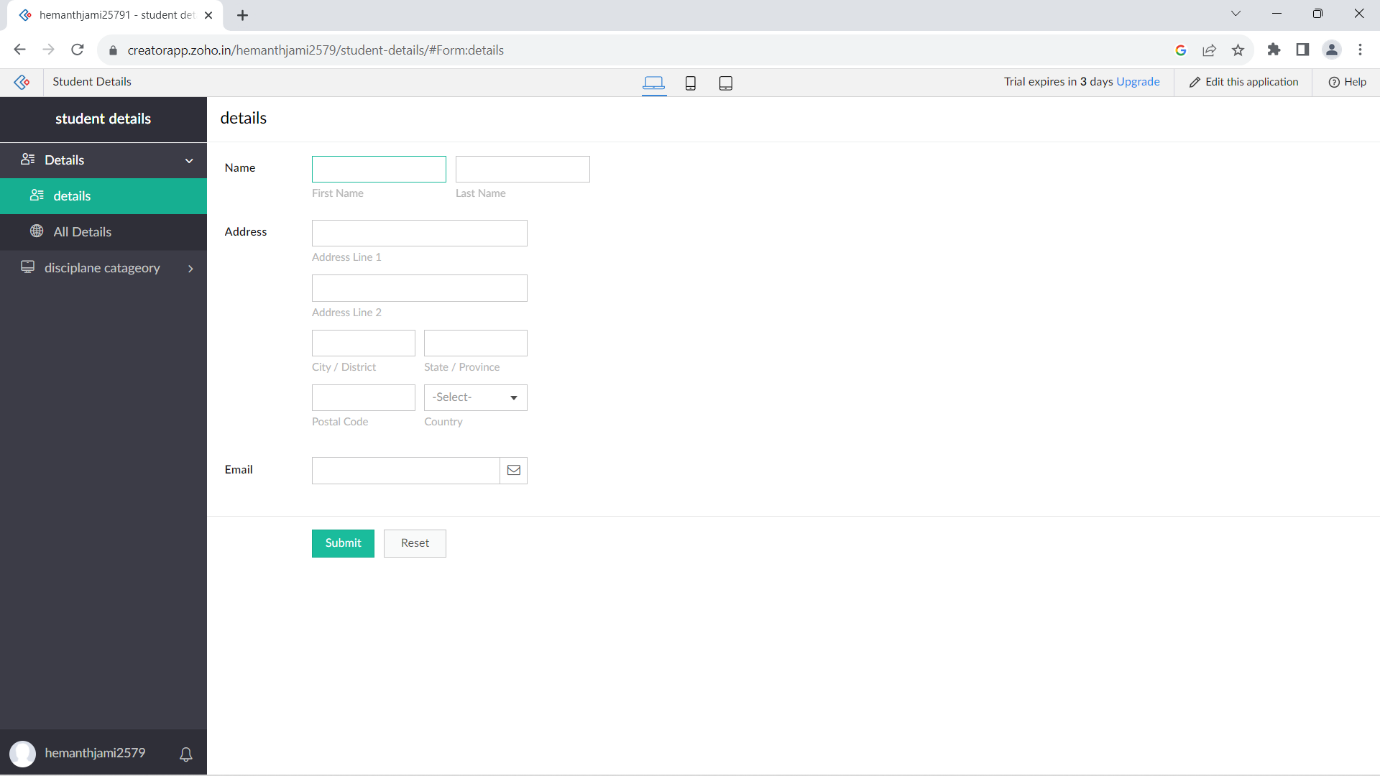 hemanthjami25791 - student det
creatorapp.zoho.in/hemanthjami2579/student-details/#Form:details
Student Details
Trial expires in 3 days Upgrade
Edit this application
Help
student details
details
Details
details
All Details
disciplane catageory
Name
First Name
Last Name
Address
Address Line 1
Address Line 2
City / District
State / Province
-Select-
Postal Code
Country
Email
Submit
Reset
hemanthjami2579